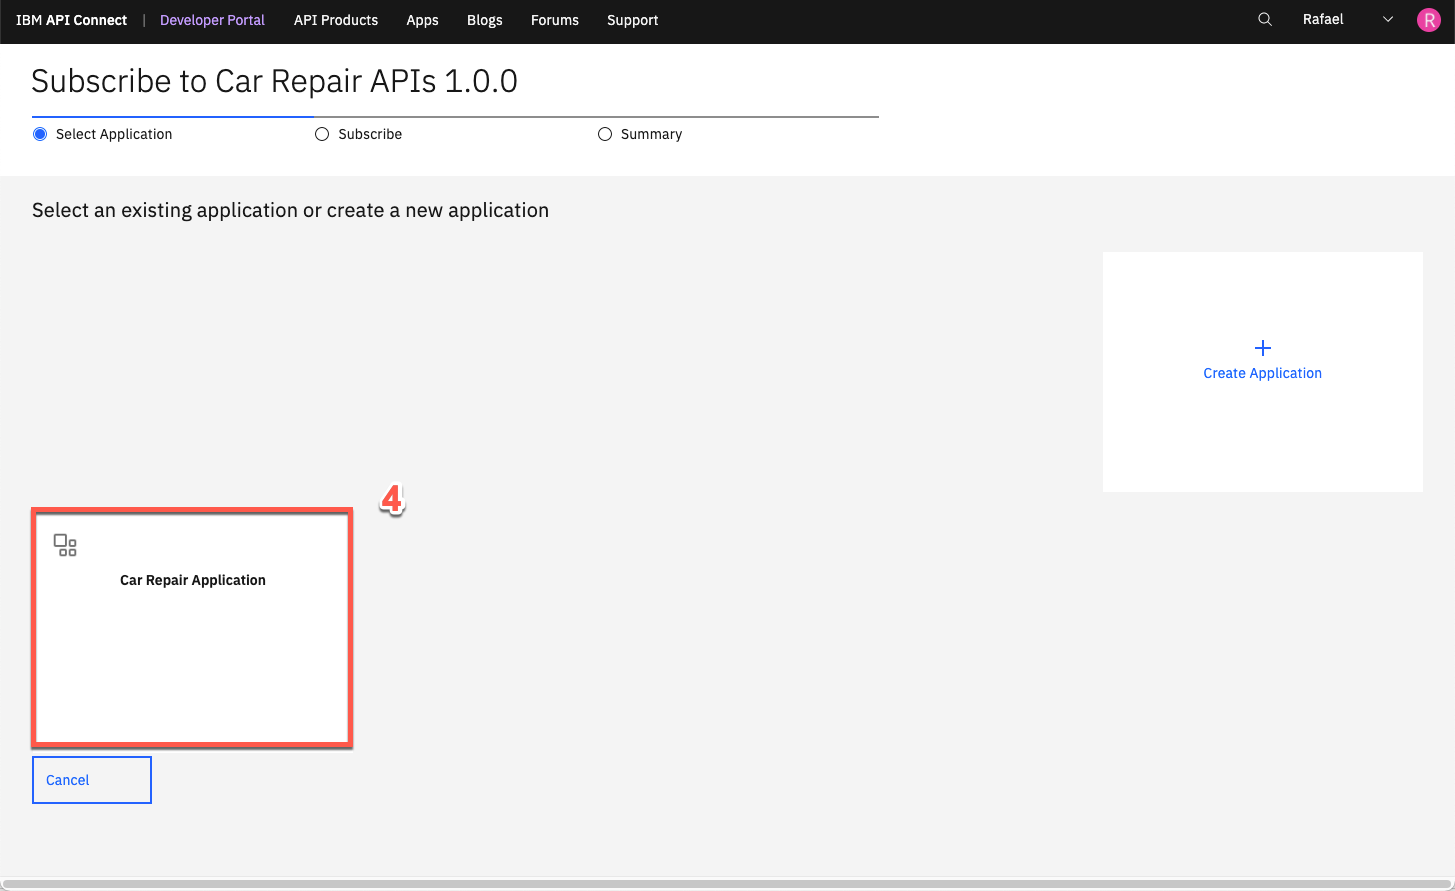 IBM API Connect | Developer Portal API Products Apps Blogs Forums Support Rafael R
Subscribe to Car Repair APIs 1.0.0
Select Application Subscribe Summary
Select an existing application or create a new application
Create Application
4
Car Repair Application
Cancel